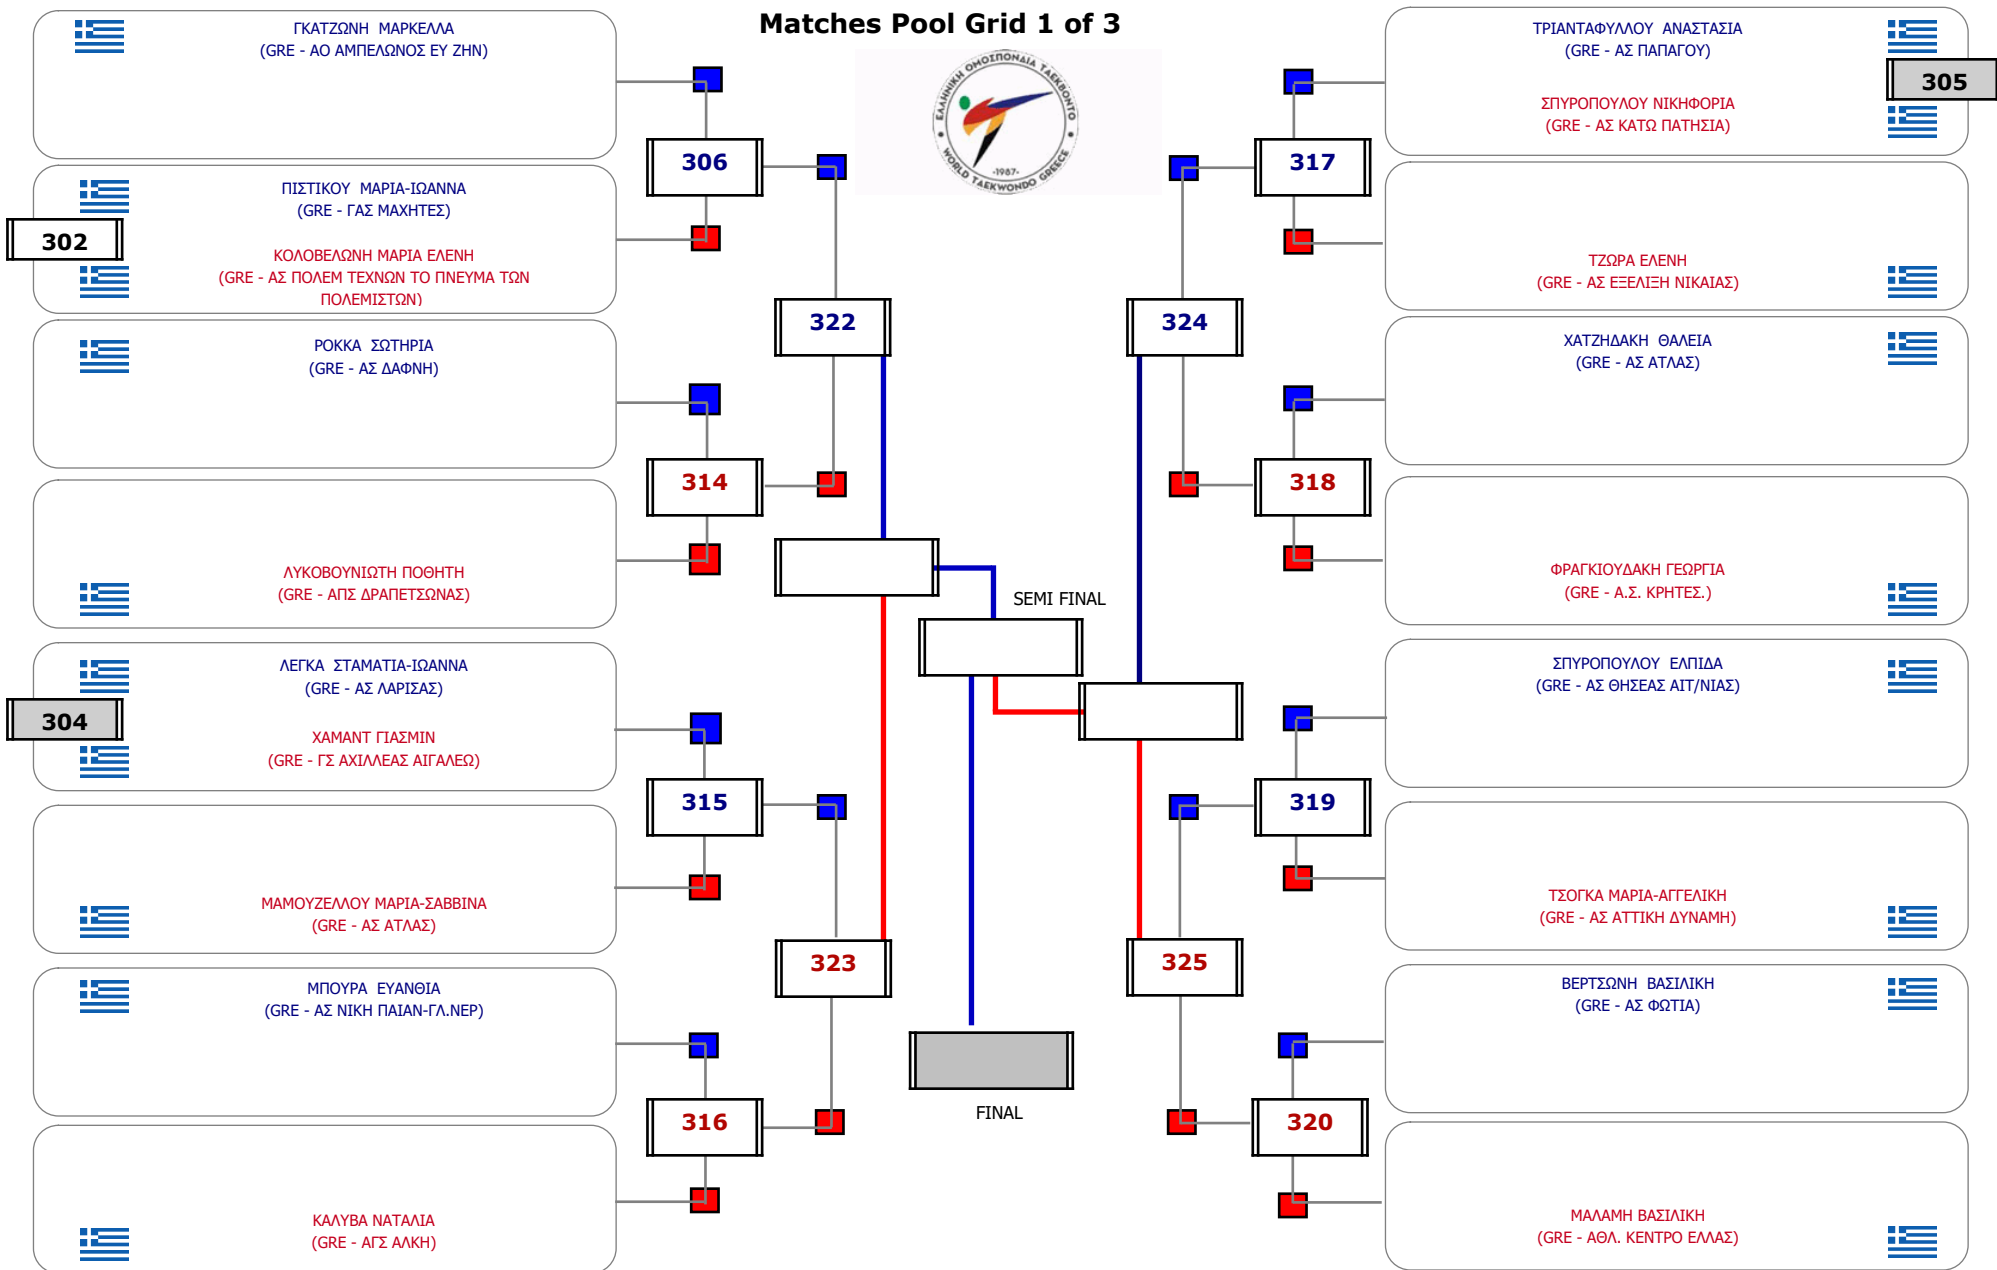 Matches Pool Grid 1 of 3
ΕΛΛΗΝΙΚΗ ΟΜΟΣΠΟΝΔΙΑ ΤΑΕΚΒΟΝΤΟ
-1987-
WORLD TAEKWONDO GREECE
ΓΚΑΤΖΩΝΗ ΜΑΡΚΕΛΛΑ
(GRE - ΑΟ ΑΜΠΕΛΩΝΟΣ ΕΥ ΖΗΝ)
306
ΠΙΣΤΙΚΟΥ ΜΑΡΙΑ-ΙΩΑΝΝΑ
(GRE - ΓΑΣ ΜΑΧΗΤΕΣ)
302
ΚΟΛΟΒΕΛΩΝΗ ΜΑΡΙΑ ΕΛΕΝΗ
(GRE - ΑΣ ΠΟΛΕΜ ΤΕΧΝΩΝ ΤΟ ΠΝΕΥΜΑ ΤΩΝ
ΠΟΛΕΜΙΣΤΩΝ)
322
ΡΟΚΚΑ ΣΩΤΗΡΙΑ
(GRE - ΑΣ ΔΑΦΝΗ)
314
ΛΥΚΟΒΟΥΝΙΩΤΗ ΠΟΘΗΤΗ
(GRE - ΑΠΣ ΔΡΑΠΕΤΣΩΝΑΣ)
ΛΕΓΚΑ ΣΤΑΜΑΤΙΑ-ΙΩΑΝΝΑ
(GRE - ΑΣ ΛΑΡΙΣΑΣ)
304
ΧΑΜΑΝΤ ΓΙΑΣΜΙΝ
(GRE - ΓΣ ΑΧΙΛΛΕΑΣ ΑΙΓΑΛΕΩ)
315
ΜΑΜΟΥΖΕΛΛΟΥ ΜΑΡΙΑ-ΣΑΒΒΙΝΑ
(GRE - ΑΣ ΑΤΛΑΣ)
323
ΜΠΟΥΡΑ ΕΥΑΝΘΙΑ
(GRE - ΑΣ ΝΙΚΗ ΠΑΙΑΝ-ΓΛ.ΝΕΡ)
316
ΚΑΛΥΒΑ ΝΑΤΑΛΙΑ
(GRE - ΑΓΣ ΑΛΚΗ)
SEMI FINAL
FINAL
ΤΡΙΑΝΤΑΦΥΛΛΟΥ ΑΝΑΣΤΑΣΙΑ
(GRE - ΑΣ ΠΑΠΑΓΟΥ)
305
ΣΠΥΡΟΠΟΥΛΟΥ ΝΙΚΗΦΟΡΙΑ
(GRE - ΑΣ ΚΑΤΩ ΠΑΤΗΣΙΑ)
317
ΤΖΩΡΑ ΕΛΕΝΗ
(GRE - ΑΣ ΕΞΕΛΙΞΗ ΝΙΚΑΙΑΣ)
324
ΧΑΤΖΗΔΑΚΗ ΘΑΛΕΙΑ
(GRE - ΑΣ ΑΤΛΑΣ)
318
ΦΡΑΓΚΙΟΥΔΑΚΗ ΓΕΩΡΓΙΑ
(GRE - Α.Σ. ΚΡΗΤΕΣ.)
ΣΠΥΡΟΠΟΥΛΟΥ ΕΛΠΙΔΑ
(GRE - ΑΣ ΘΗΣΕΑΣ ΑΙΤ/ΝΙΑΣ)
319
ΤΣΟΓΚΑ ΜΑΡΙΑ-ΑΓΓΕΛΙΚΗ
(GRE - ΑΣ ΑΤΤΙΚΗ ΔΥΝΑΜΗ)
325
ΒΕΡΤΣΩΝΗ ΒΑΣΙΛΙΚΗ
(GRE - ΑΣ ΦΩΤΙΑ)
320
ΜΑΛΑΜΗ ΒΑΣΙΛΙΚΗ
(GRE - ΑΘΛ. ΚΕΝΤΡΟ ΕΛΛΑΣ)